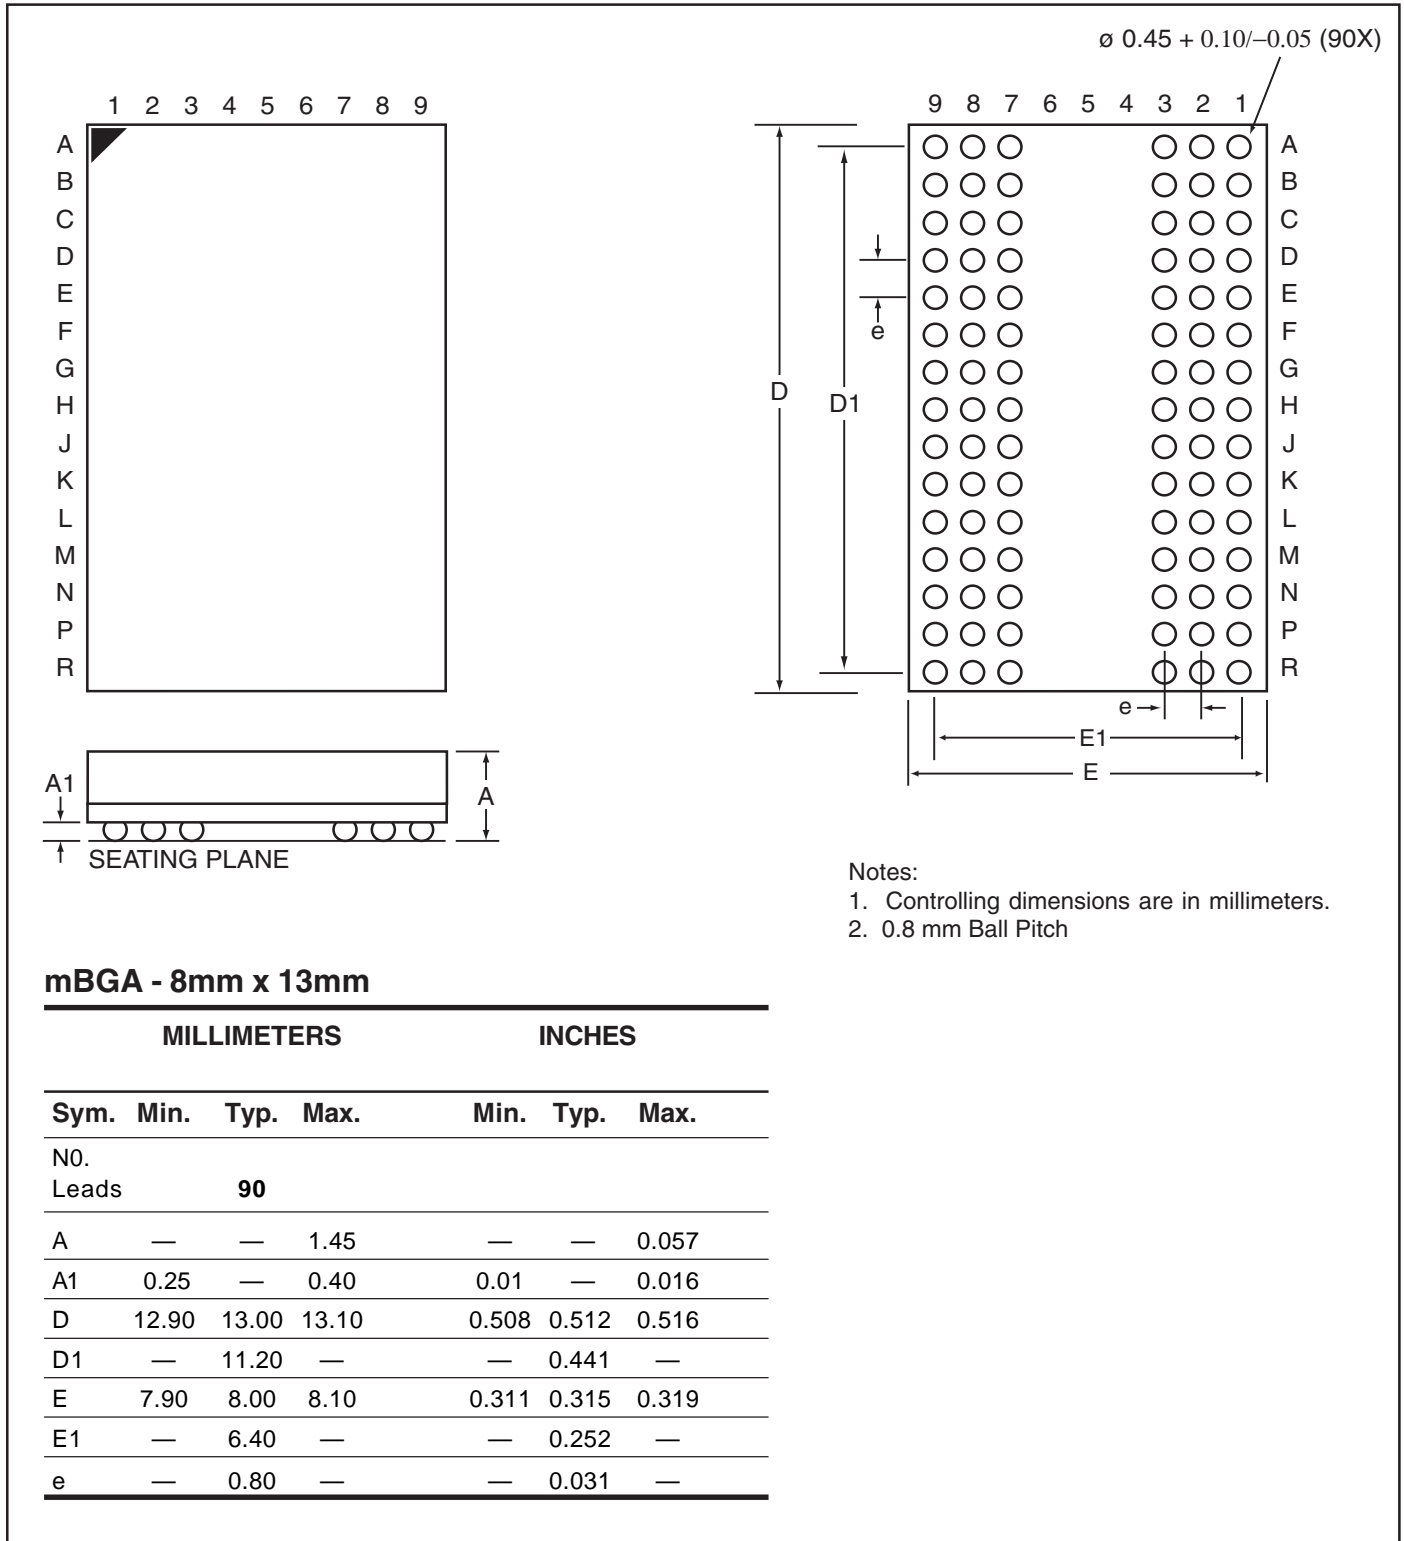 ø 0.45 + 0.10/−0.05 (90X)
1 2 3 4 5 6 7 8 9
A
B
C
D
E
F
G
H
J
K
L
M
N
P
R
9 8 7 6 5 4 3 2 1
A
B
C
D
E
F
G
H
J
K
L
M
N
P
R
e
D
D1
e
E1
E
A1
A
SEATING PLANE
Notes:
1. Controlling dimensions are in millimeters.
2. 0.8 mm Ball Pitch
mBGA - 8mm x 13mm
MILLIMETERS INCHES
Sym. Min. Typ. Max. Min. Typ. Max.
N0.
Leads 90
A — — 1.45 — — 0.057
A1 0.25 — 0.40 0.01 — 0.016
D 12.90 13.00 13.10 0.508 0.512 0.516
D1 — 11.20 — — 0.441 —
E 7.90 8.00 8.10 0.311 0.315 0.319
E1 — 6.40 — — 0.252 —
e — 0.80 — — 0.031 —